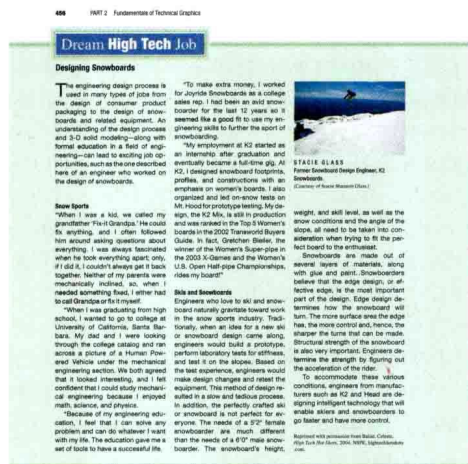 456 PART 2 Fundamentals of Technical Graphics
Dream High Tech Job
Designing Snowboards
The engineering design process is
used in many types of jobs from
the design of consumer product
packaging to the design of snow-
boards and related equipment. An
understanding of the design process
and 3-D solid modeling—along with
formal education in a field of engi-
neering—can lead to exciting job op-
portunities, such as the one described
here of an engineer who worked on
the design of snowboards.
Snow Sports
"When I was a kid, we called my
grandfather 'Fix-it Grandpa.' He could
fix anything, and I often followed
him around asking questions about
everything. I was always fascinated
when he took everything apart; only,
if I did it, I couldn't always get it back
together. Neither of my parents were
mechanically inclined, so, when I
needed something fixed, I either had
to call Grandpa or fix it myself.
"When I was graduating from high
school, I wanted to go to college at
University of California, Santa Bar-
bara. My dad and I were looking
through the college catalog and ran
across a picture of a Human Pow-
ered Vehicle under the mechanical
engineering section. We both agreed
that it looked interesting, and I felt
confident that I could study mechani-
cal engineering because I enjoyed
math, science, and physics.
"Because of my engineering edu-
cation, I feel that I can solve any
problem and can do whatever I want
with my life. The education gave me a
set of tools to have a successful life.
"To make extra money, I worked
for Joyride Snowboards as a college
sales rep. I had been an avid snow-
boarder for the last 12 years so it
seemed like a good fit to use my en-
gineering skills to further the sport of
snowboarding.
"My employment at K2 started as
an internship after graduation and
eventually became a full-time gig. At
K2, I designed snowboard footprints,
profiles, and constructions with an
emphasis on women's boards. I also
organized and led on-snow tests on
Mt. Hood for prototype testing. My de-
sign, the K2 Mix, is still in production
and was ranked in the Top 5 Women's
boards in the 2002 Transworld Buyers
Guide. In fact, Gretchen Bleiler, the
winner of the Women's Super-pipe in
the 2003 X-Games and the Women's
U.S. Open Half-pipe Championships,
rides my board!"
Skis and Snowboards
Engineers who love to ski and snow-
board naturally gravitate toward work
in the snow sports industry. Tradi-
tionally, when an idea for a new ski
or snowboard design came along,
engineers would build a prototype,
perform laboratory tests for stiffness,
and test it on the slopes. Based on
the test experience, engineers would
make design changes and retest the
equipment. This method of design re-
sulted in a slow and tedious process.
In addition, the perfectly crafted ski
or snowboard is not perfect for ev-
eryone. The needs of a 5'2" female
snowboarder are much different
than the needs of a 6'0" male snow-
boarder. The snowboard's height,
STACIE GLASS
Former Snowboard Design Engineer, K2
Snowboards.
(Courtesy of Stacie Glass.)
weight, and skill level, as well as the
snow conditions and the angle of the
slope, all need to be taken into con-
sideration when trying to fit the per-
fect board to the enthusiast.
Snowboards are made out of
several layers of materials, along
with glue and paint. Snowboarders
believe that the edge design, or ef-
fective edge, is the most important
part of the design. Edge design de-
termines how the snowboard will
turn. The more surface area the edge
has, the more control and, hence, the
sharper the turns that can be made.
Structural strength of the snowboard
is also very important. Engineers de-
termine the strength by figuring out
the acceleration of the rider.
To accommodate these various
conditions, engineers from manufac-
turers such as K2 and Head are de-
signing intelligent technology that will
enable skiers and snowboarders to
go faster and have more control.
Reprinted with permission from Baine, Celeste,
High Tech Hot Shots, 2004, NSPE,
com.